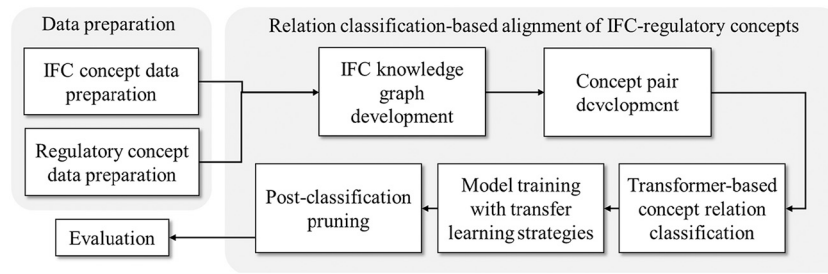 Data preparation
Relation classification-based alignment of IFC-regulatory concepts
IFC concept data
preparation
Regulatory concept
data preparation
IFC knowledge
graph
development
Concept pair
development
Transformer-based
concept relation
classification
Model training
with transfer
learning strategies
Post-classification
pruning
Evaluation